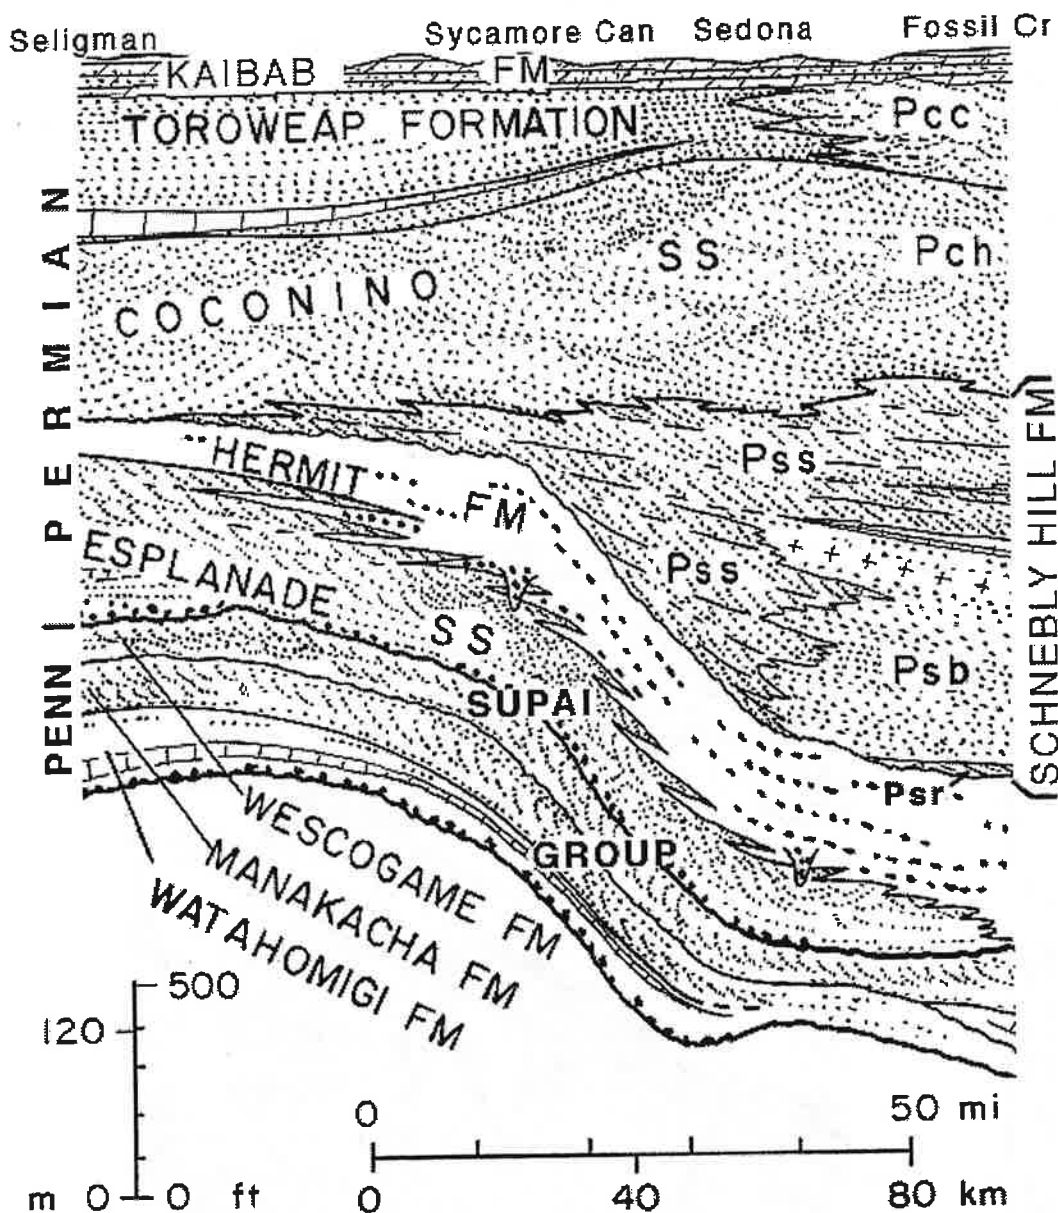 Seligman Sycamore Can Sedona Fossil Cr
KAIBAB FM
TOROWEAP FORMATION Pcc
SS Pch
COCONINO
PENN | PERMIAN
SCHNEBLY HILL FM
HERMIT FM
Pss
Pss
ESPLANADE SS
Psb
SUPAI GROUP
Psr
WESCOGAME FM
MANAKACHA FM
WATAHOMIGI FM
500
120
m 0 0 ft
0 50 mi
0 40 80 km